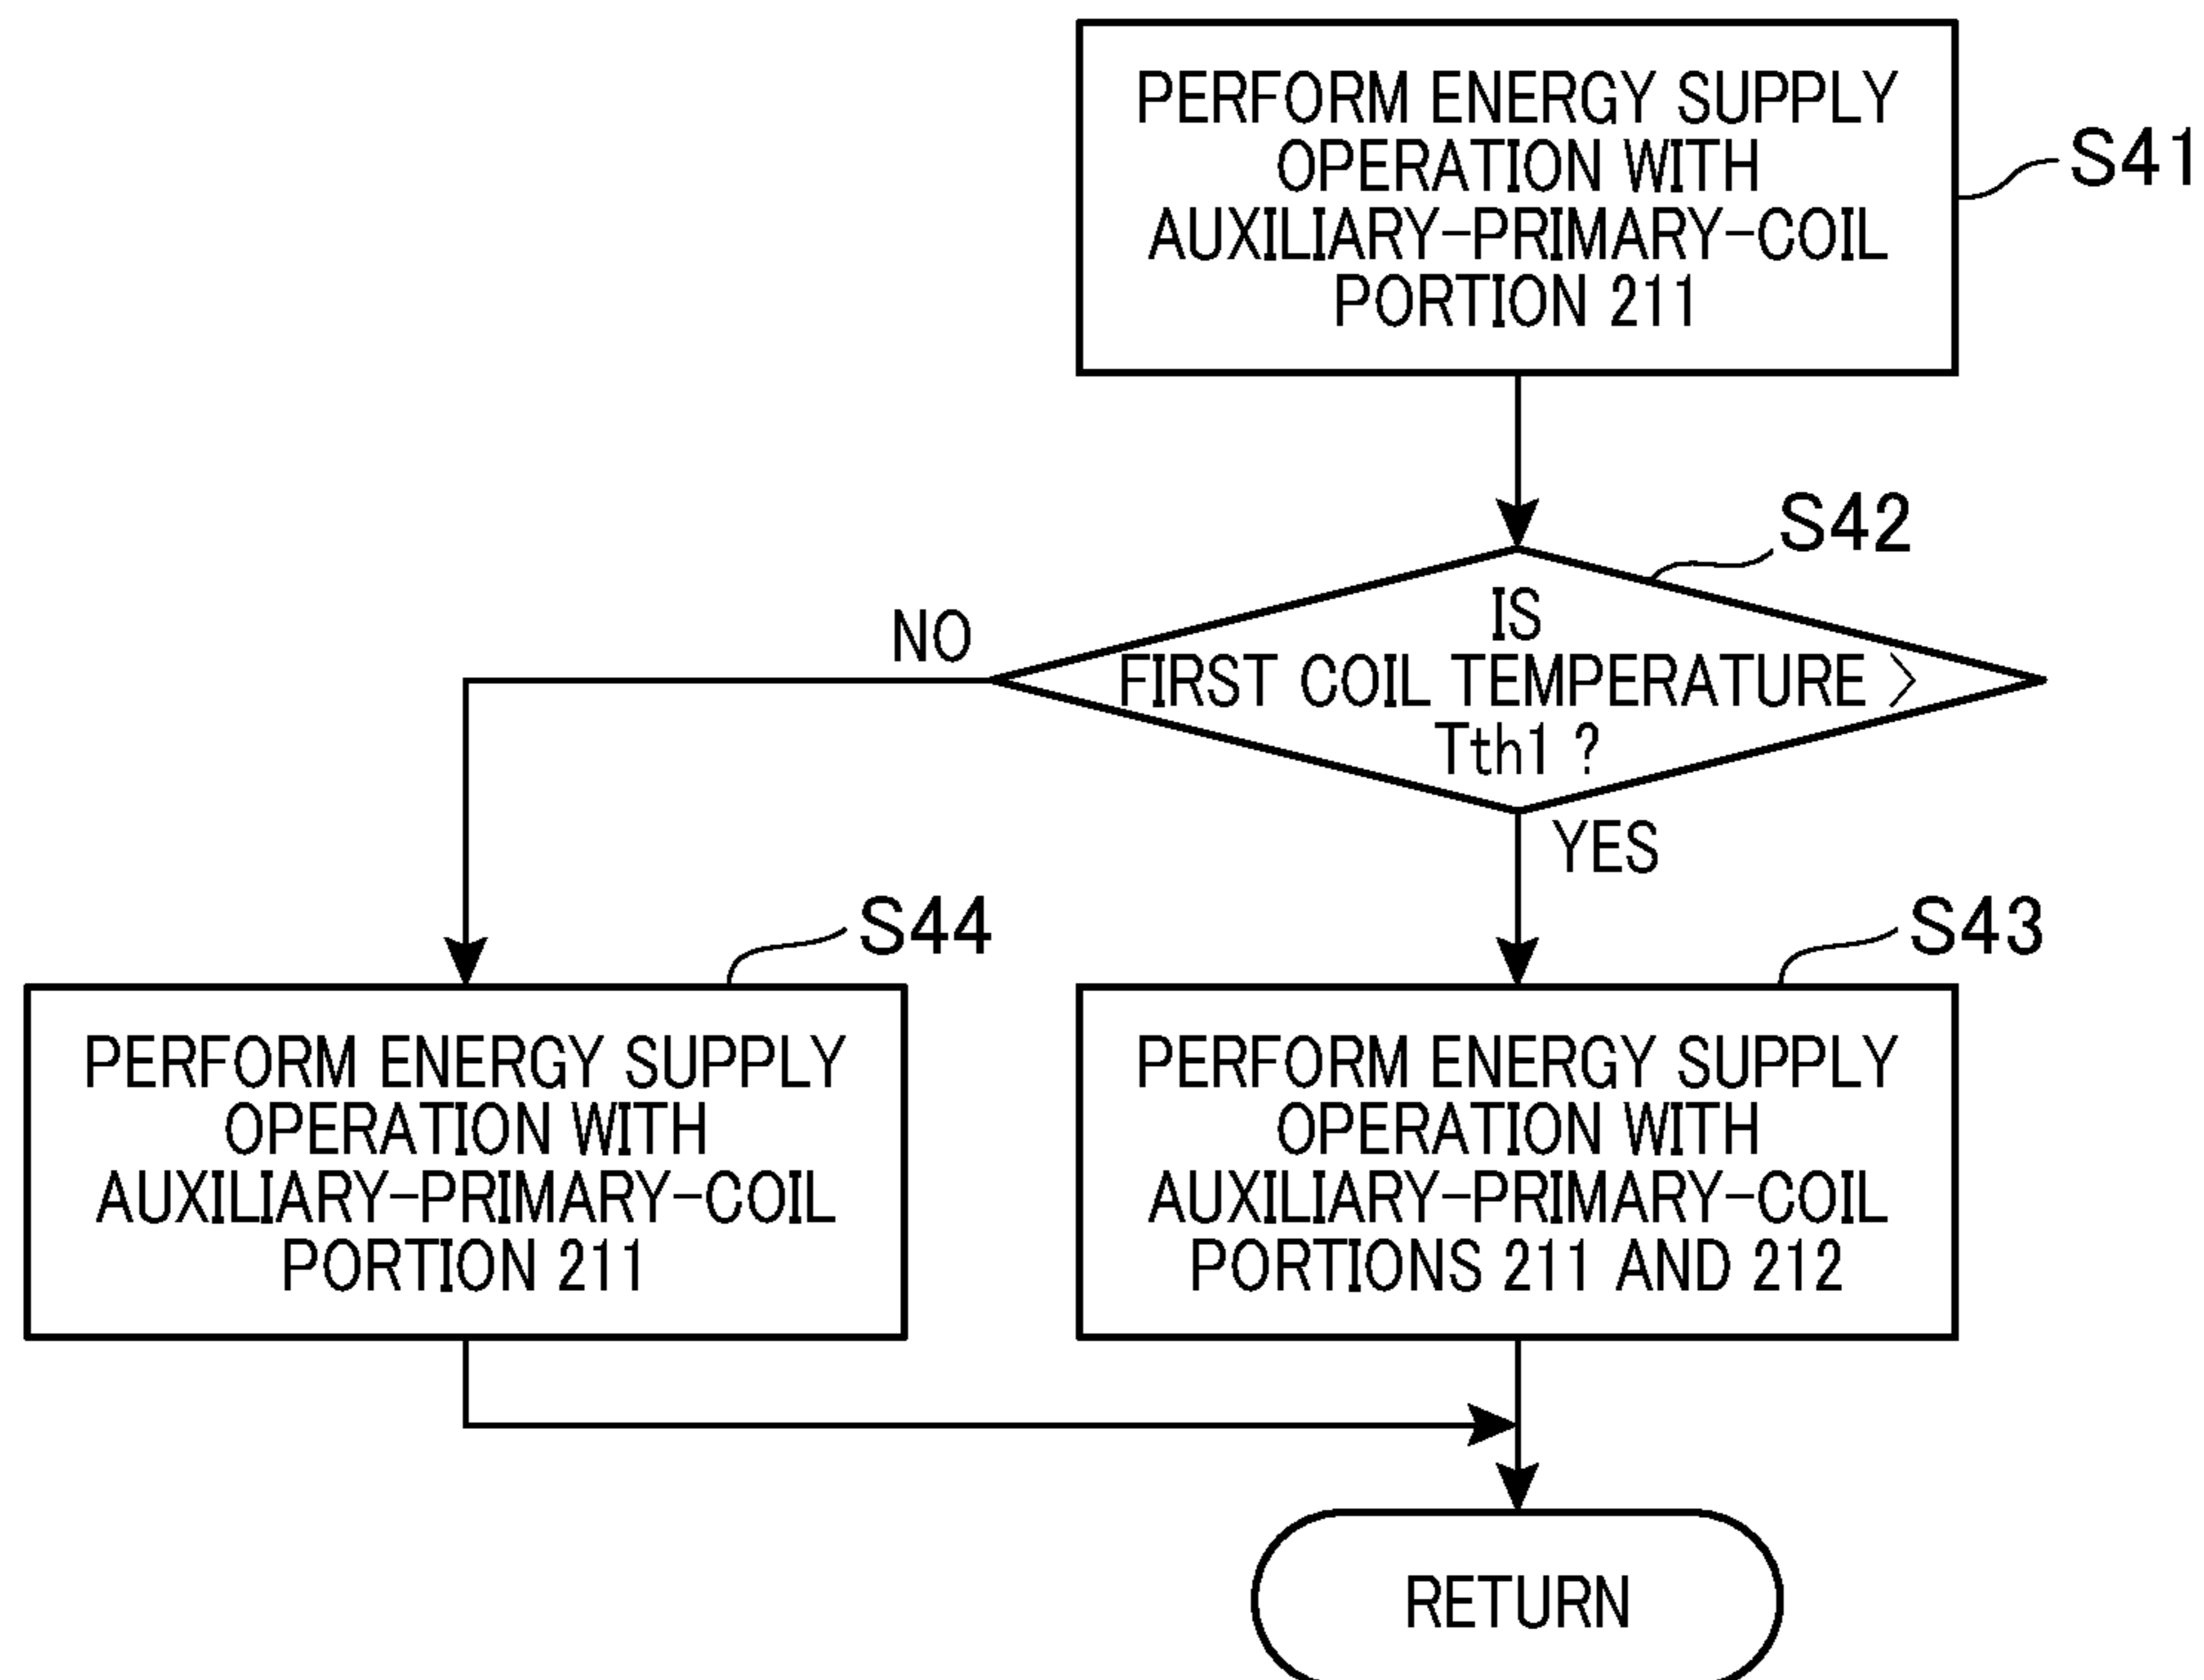 PERFORM ENERGY SUPPLY
OPERATION WITH
AUXILIARY-PRIMARY-COIL
PORTION 211
S41
S42
IS
FIRST COIL TEMPERATURE >
Tth1 ?
NO
YES
S44
S43
PERFORM ENERGY SUPPLY
OPERATION WITH
AUXILIARY-PRIMARY-COIL
PORTION 211
PERFORM ENERGY SUPPLY
OPERATION WITH
AUXILIARY-PRIMARY-COIL
PORTIONS 211 AND 212
RETURN